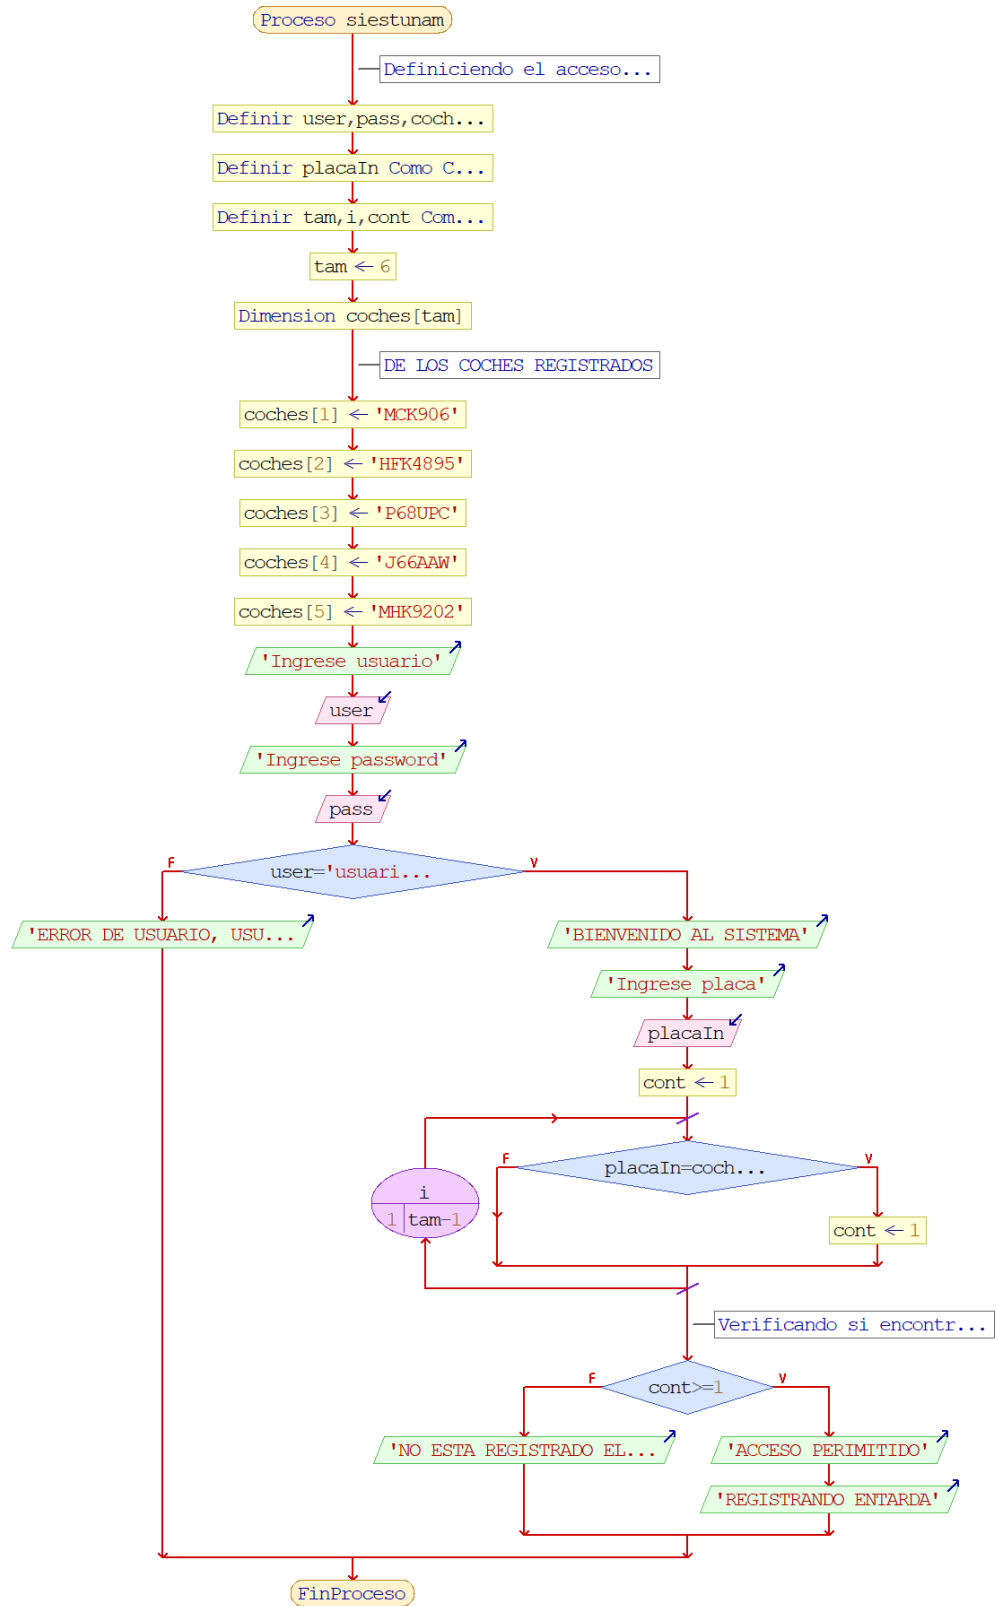 Proceso siestunam
Definiciendo el acceso...
Definir user,pass,coch...
Definir placaIn Como C...
Definir tam,i,cont Com...
tam ← 6
Dimension coches[tam]
DE LOS COCHES REGISTRADOS
coches[1] ← 'MCK906'
coches[2] ← 'HFK4895'
coches[3] ← 'P68UPC'
coches[4] ← 'J66AAW'
coches[5] ← 'MHK9202'
'Ingrese usuario'
user
'Ingrese password'
pass
F
V
user='usuari...
'ERROR DE USUARIO, USU...
'BIENVENIDO AL SISTEMA'
'Ingrese placa'
placaIn
cont ← 1
F
V
placaIn=coch...
i
1 tam-1
cont ← 1
Verificando si encontr...
F
V
cont>=1
'NO ESTA REGISTRADO EL...
'ACCESO PERIMITIDO'
'REGISTRANDO ENTARDA'
FinProceso